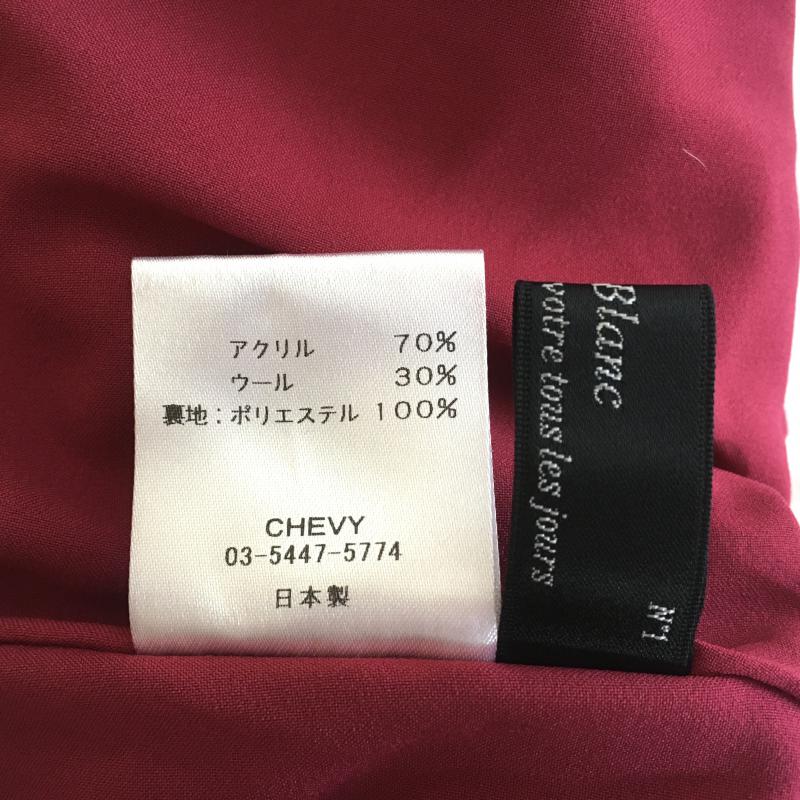 アクリル 70%
ウール 30%
裏地:ポリエステル 100%
CHEVY
03-5447-5774
日本製
Blanc
votre tous les jours
N°1